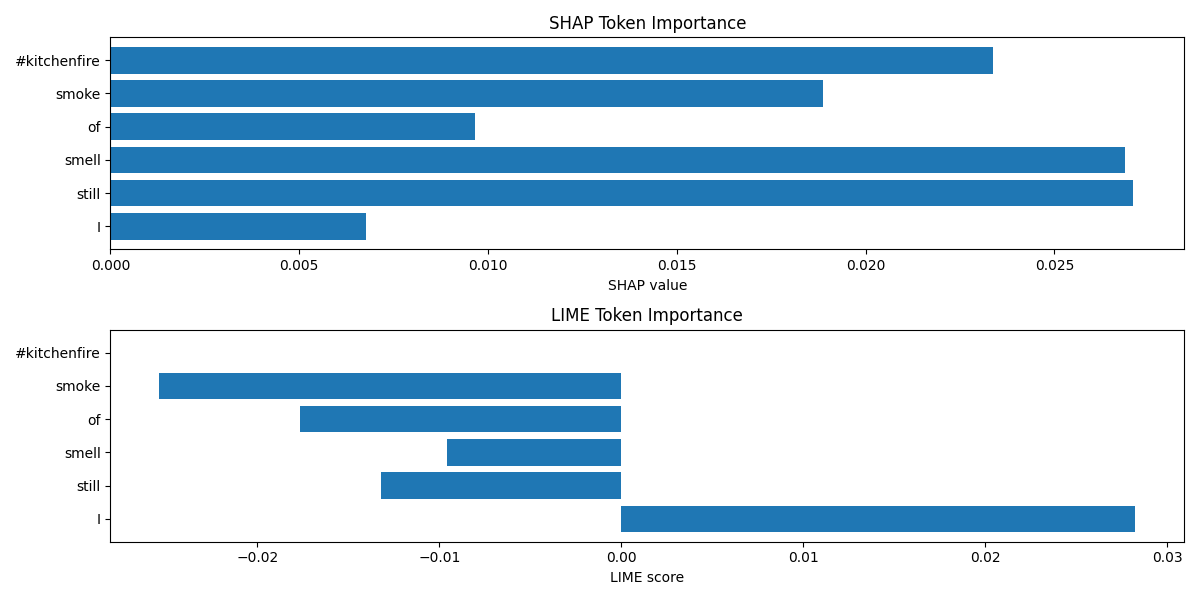 SHAP Token Importance
#kitchenfire
smoke
of
smell
still
I
0.000 0.005 0.010 0.015 0.020 0.025
SHAP value
LIME Token Importance
#kitchenfire
smoke
of
smell
still
I
−0.02 −0.01 0.00 0.01 0.02 0.03
LIME score